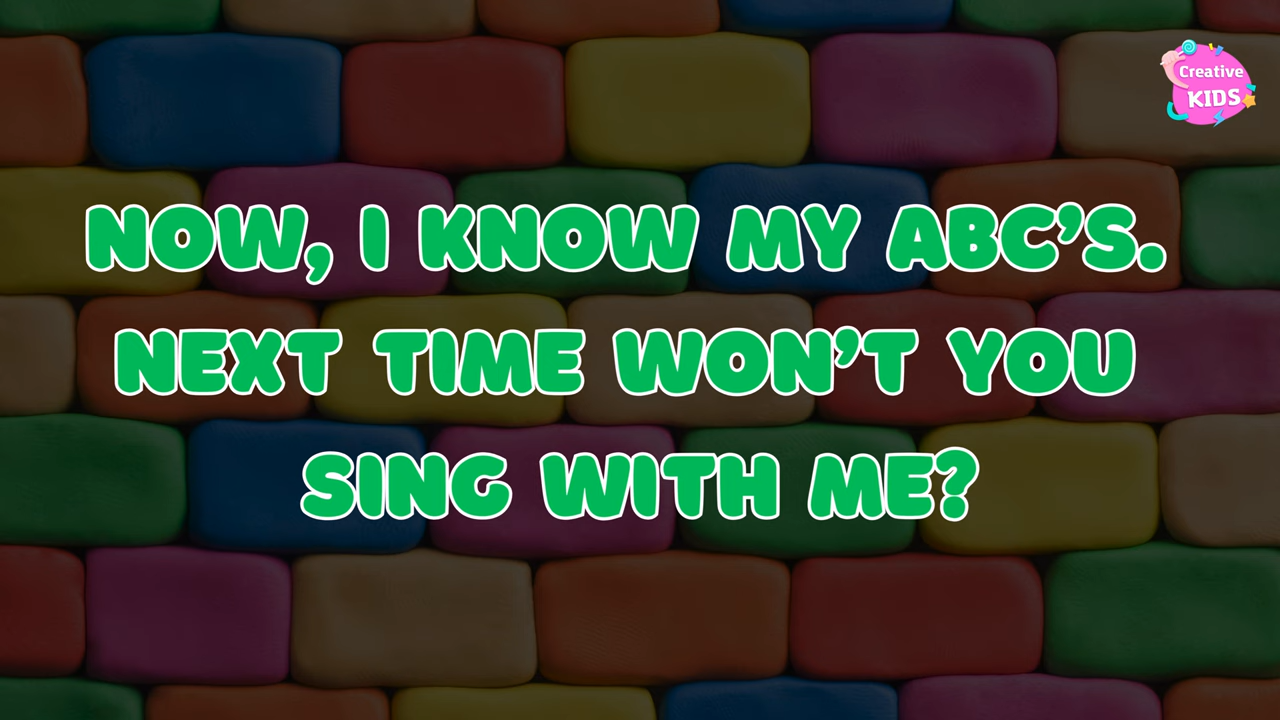 Creative
KIDS
NOW, I KNOW MY ABC’S.
NEXT TIME WON’T YOU
SING WITH ME?